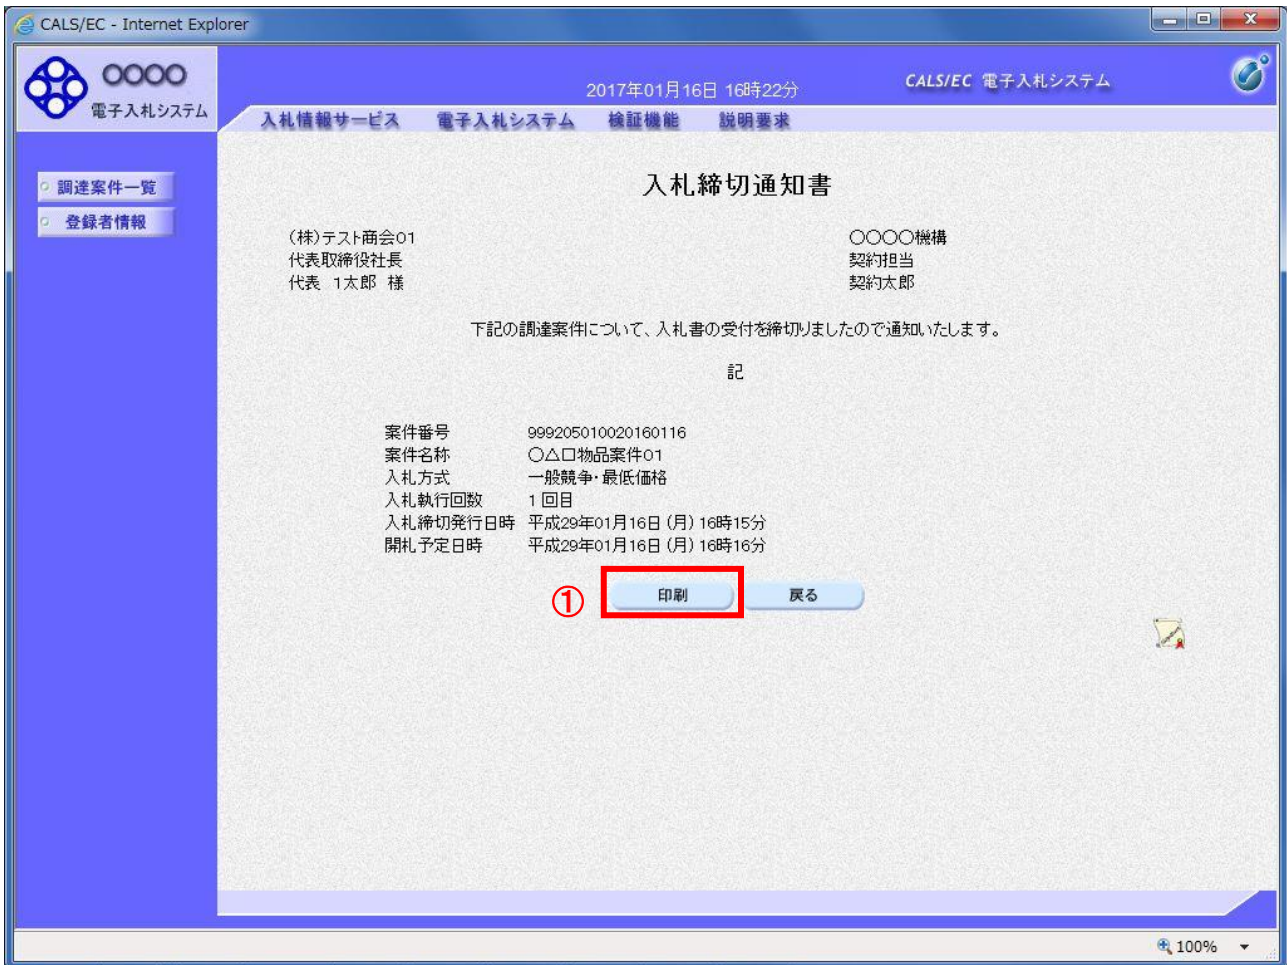 CALS/EC - Internet Explorer
OOOO
電子入札システム
2017年01月16日 16時22分
CALS/EC 電子入札システム
入札情報サービス 電子入札システム 検証機能 説明要求
調達案件一覧
登録者情報
入札締切通知書
(株)テスト商会01
代表取締役社長
代表 1太郎 様
〇〇〇〇機構
契約担当
契約太郎
下記の調達案件について、入札書の受付を締切りましたので通知いたします。
記
案件番号 999205010020160116
案件名称 〇△口物品案件01
入札方式 一般競争・最低価格
入札執行回数 1回目
入札締切発行日時 平成29年01月16日 (月) 16時15分
開札予定日時 平成29年01月16日 (月) 16時16分
① 印刷 戻る
100%